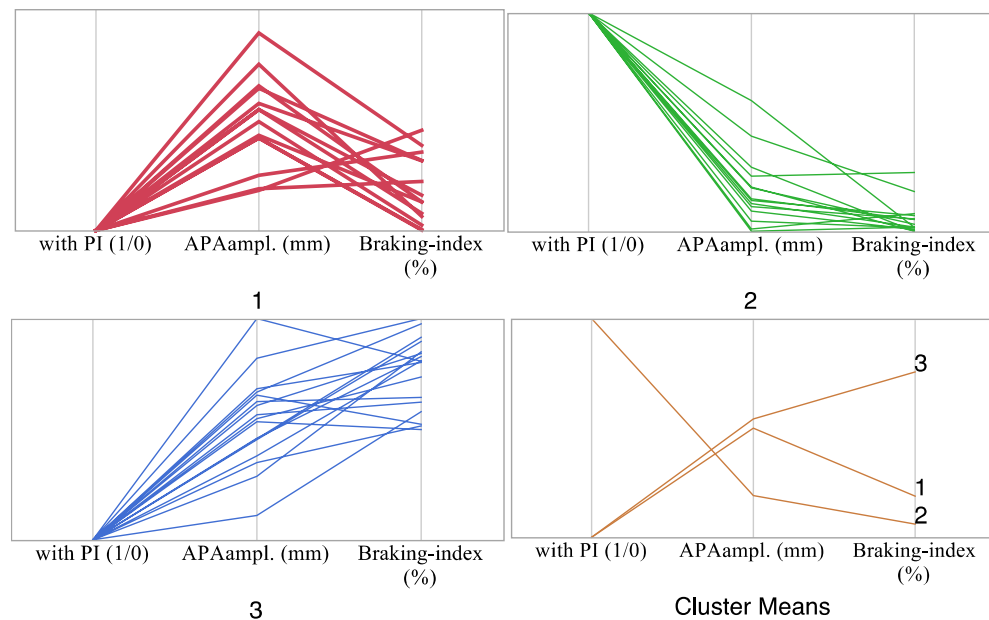 with PI (1/0) APAampl. (mm) Braking-index
(%)
1
with PI (1/0) APAampl. (mm) Braking-index
(%)
2
with PI (1/0) APAampl. (mm) Braking-index
(%)
3
3
1
2
with PI (1/0) APAampl. (mm) Braking-index
(%)
Cluster Means